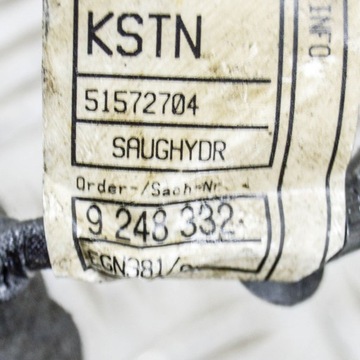 KSTN
51572704
SAUGHYDR
Order-/Sach-Nr.
9 248 332
INFO